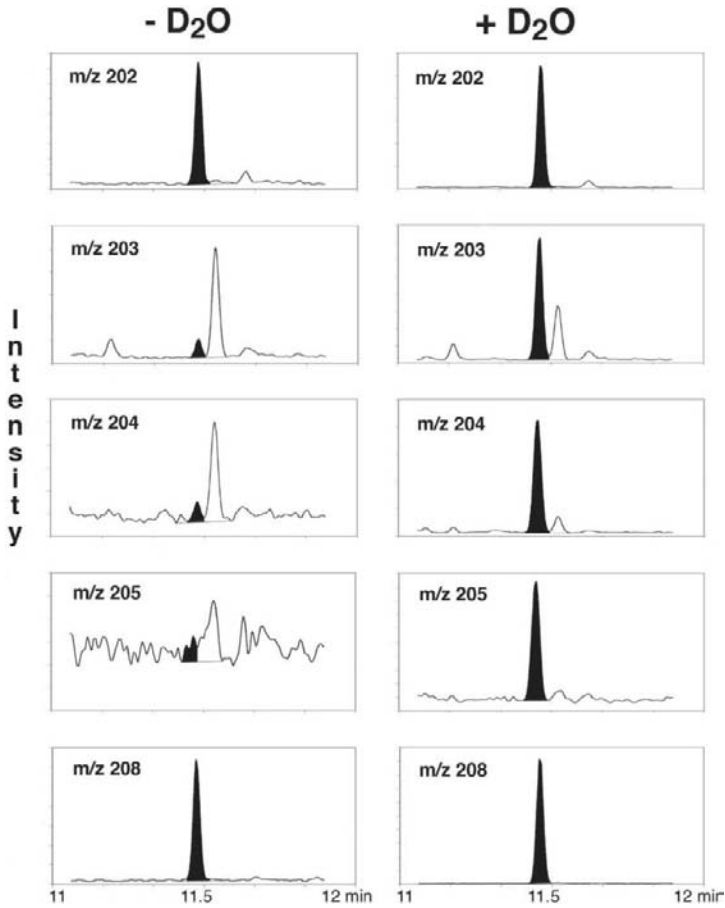 - D₂O + D₂O
m/z 202 m/z 202
m/z 203 m/z 203
Intensity
m/z 204 m/z 204
m/z 205 m/z 205
m/z 208 m/z 208
11 11.5 12 min 11 11.5 12 min